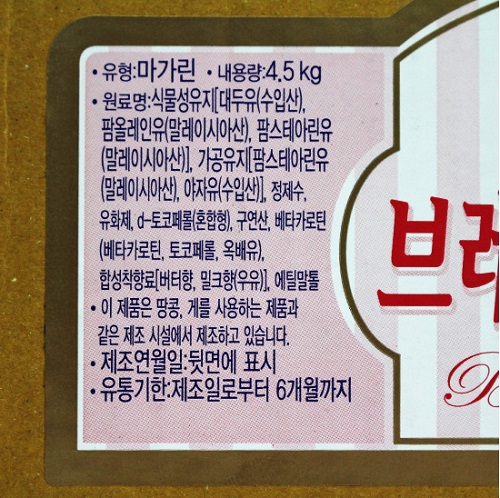 • 유형:마가린 • 내용량:4.5 kg
• 원료명:식물성유지[대두유(수입산),
팜올레인유(말레이시아산), 팜스테아린유
(말레이시아산)], 가공유지[팜스테아린유
(말레이시아산), 야자유(수입산)], 정제수,
유화제, d-토코페롤(혼합형), 구연산, 베타카로틴
(베타카로틴, 토코페롤, 옥배유),
합성착향료[버터향, 밀크향(우유)], 에틸말톨
• 이 제품은 땅콩, 게를 사용하는 제품과
같은 제조 시설에서 제조하고 있습니다.
• 제조연월일:뒷면에 표시
• 유통기한:제조일로부터 6개월까지
브레